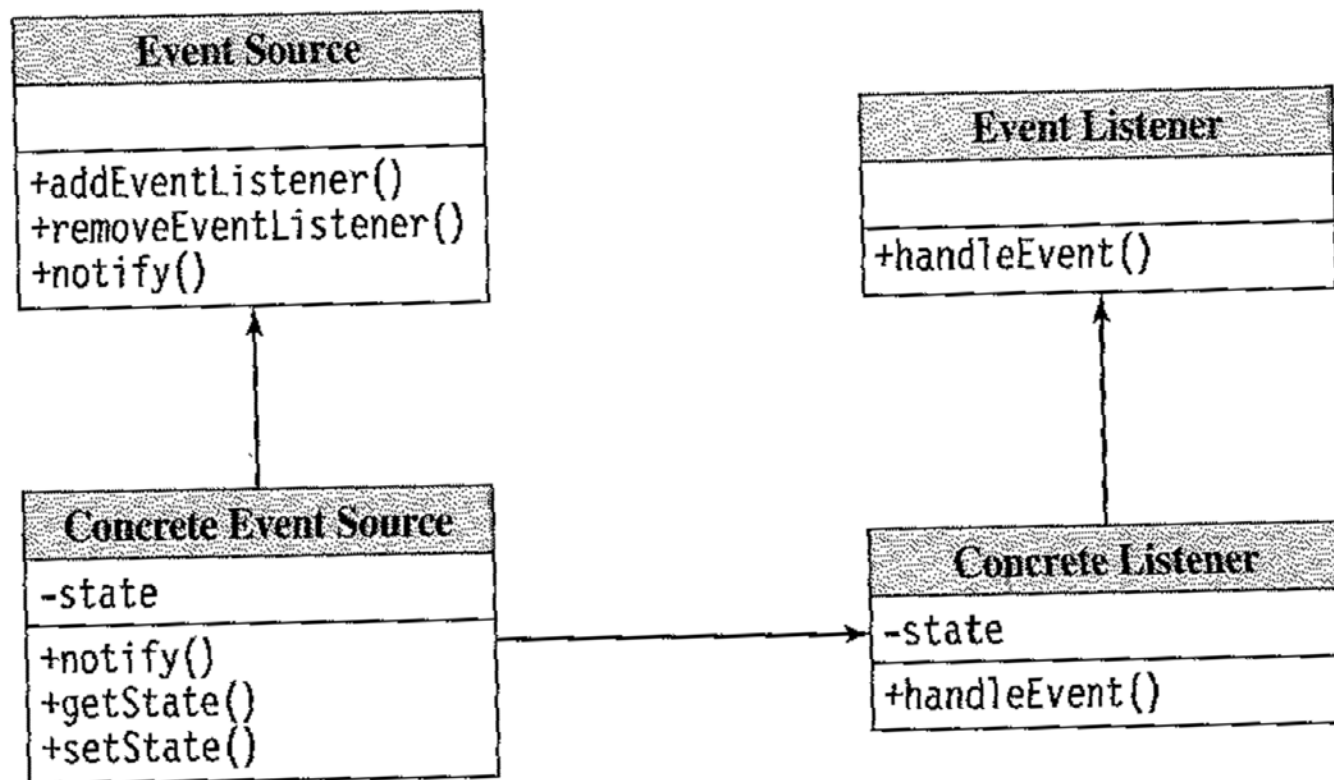 Event Source
+addEventListener()
+removeEventListener()
+notify()
Event Listener
+handleEvent()
Concrete Event Source
-state
+notify()
+getState()
+setState()
Concrete Listener
-state
+handleEvent()